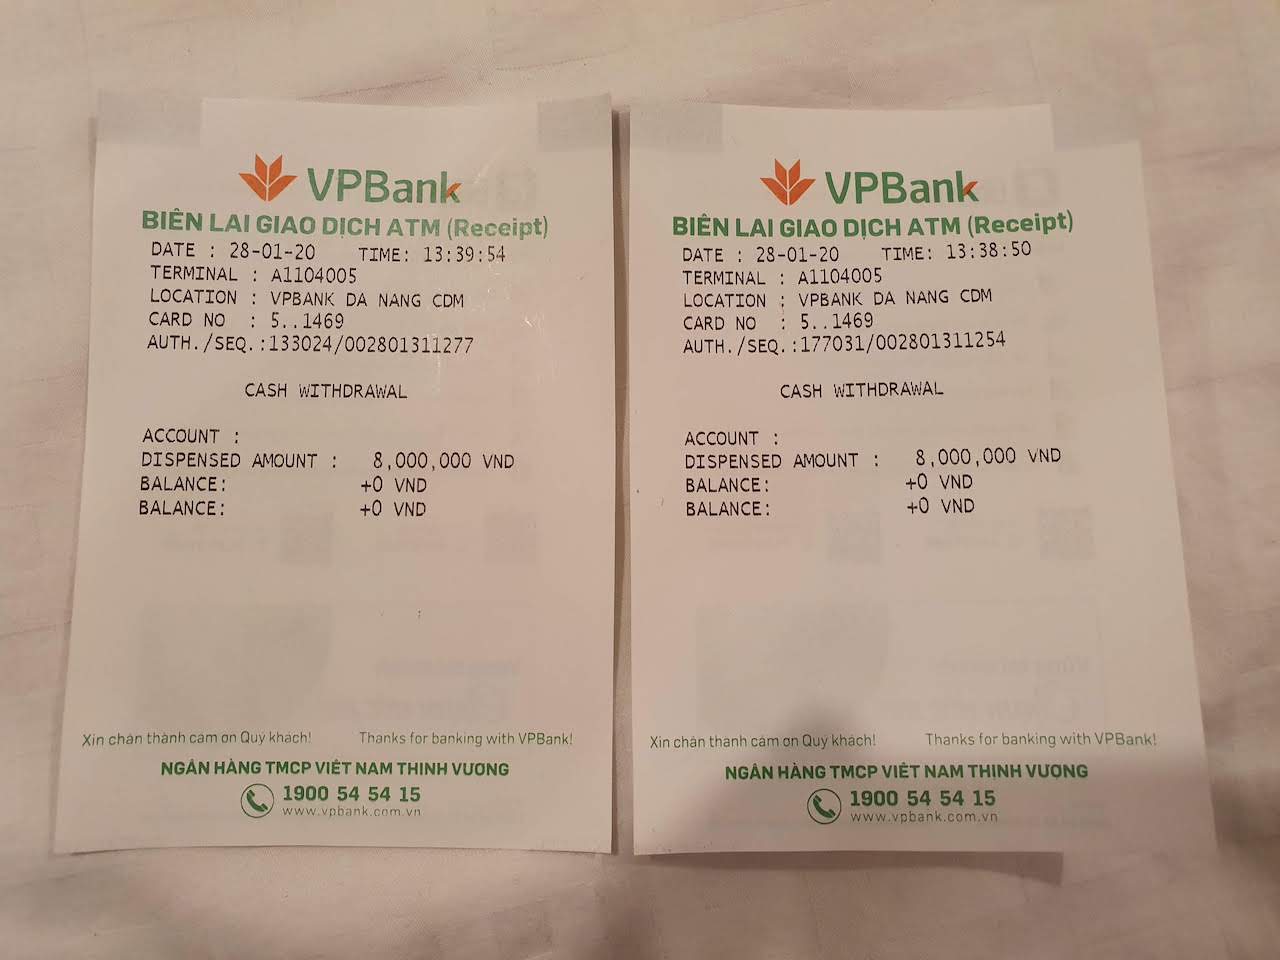 VPBank
BIÊN LAI GIAO DỊCH ATM (Receipt)
DATE : 28-01-20 TIME: 13:39:54
TERMINAL : A1104005
LOCATION : VPBANK DA NANG CDM
CARD NO : 5..1469
AUTH./SEQ.:133024/002801311277
CASH WITHDRAWAL
ACCOUNT :
DISPENSED AMOUNT : 8,000,000 VND
BALANCE: +0 VND
BALANCE: +0 VND
Xin chân thành cảm ơn Quý khách! Thanks for banking with VPBank!
NGÂN HÀNG TMCP VIỆT NAM THỊNH VƯỢNG
1900 54 54 15
www.vpbank.com.vn
VPBank
BIÊN LAI GIAO DỊCH ATM (Receipt)
DATE : 28-01-20 TIME: 13:38:50
TERMINAL : A1104005
LOCATION : VPBANK DA NANG CDM
CARD NO : 5..1469
AUTH./SEQ.:177031/002801311254
CASH WITHDRAWAL
ACCOUNT :
DISPENSED AMOUNT : 8,000,000 VND
BALANCE: +0 VND
BALANCE: +0 VND
Xin chân thành cảm ơn Quý khách! Thanks for banking with VPBank!
NGÂN HÀNG TMCP VIỆT NAM THỊNH VƯỢNG
1900 54 54 15
www.vpbank.com.vn